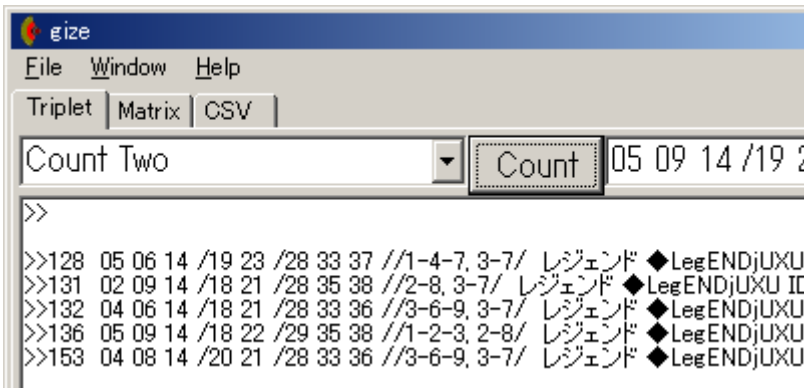 gize
File Window Help
Triplet Matrix CSV
Count Two Count 05 09 14 /19
>>
>>128 05 06 14 /19 23 /28 33 37 //1-4-7, 3-7/ レジェンド ◆LegENDjUXU
>>131 02 09 14 /18 21 /28 35 38 //2-8, 3-7/ レジェンド ◆LegENDjUXU
>>132 04 06 14 /18 21 /28 33 36 //3-6-9, 3-7/ レジェンド ◆LegENDjUXU
>>136 05 09 14 /18 22 /29 35 38 //1-2-3, 2-8/ レジェンド ◆LegENDjUXU
>>153 04 08 14 /20 21 /28 33 36 //3-6-9, 3-7/ レジェンド ◆LegENDjUXU